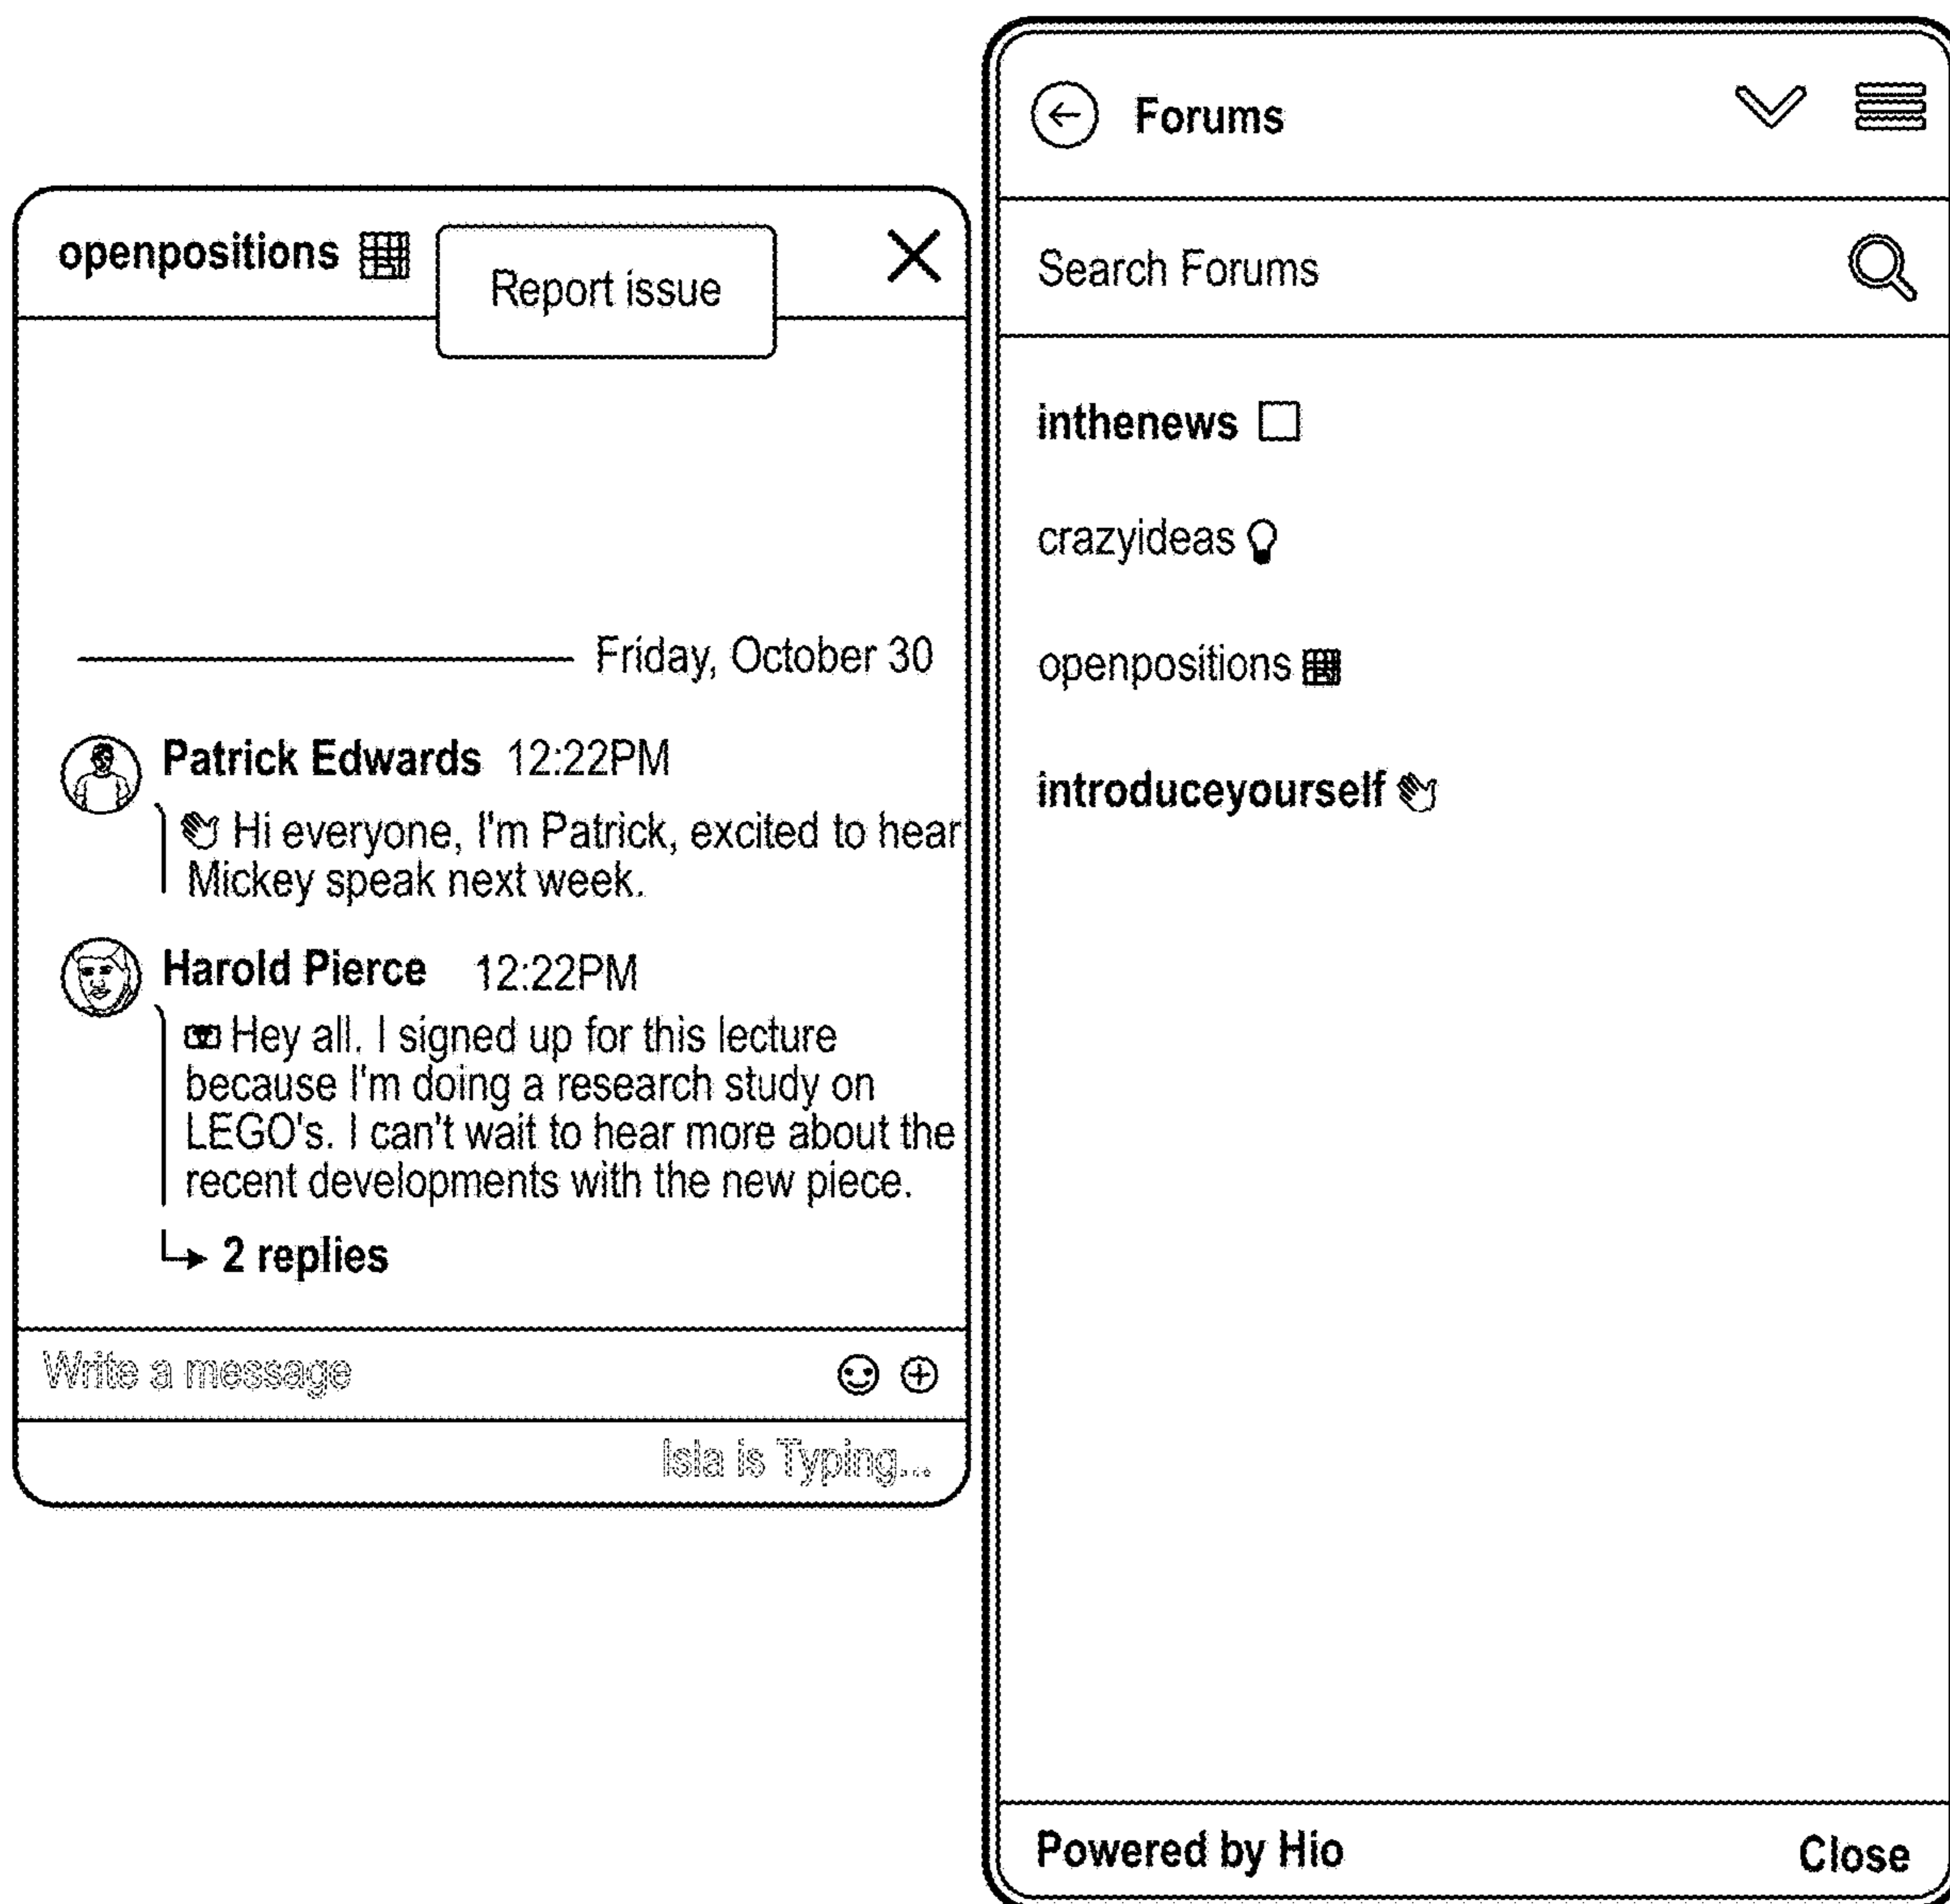 openpositions
Report issue
Friday, October 30
Patrick Edwards 12:22PM
Hi everyone, I'm Patrick, excited to hear
Mickey speak next week.
Harold Pierce 12:22PM
Hey all. I signed up for this lecture
because I'm doing a research study on
LEGO's. I can't wait to hear more about the
recent developments with the new piece.
2 replies
Write a message
Isla is Typing...
Forums
Search Forums
inthenews
crazyideas
openpositions
introduceyourself
Powered by Hio
Close